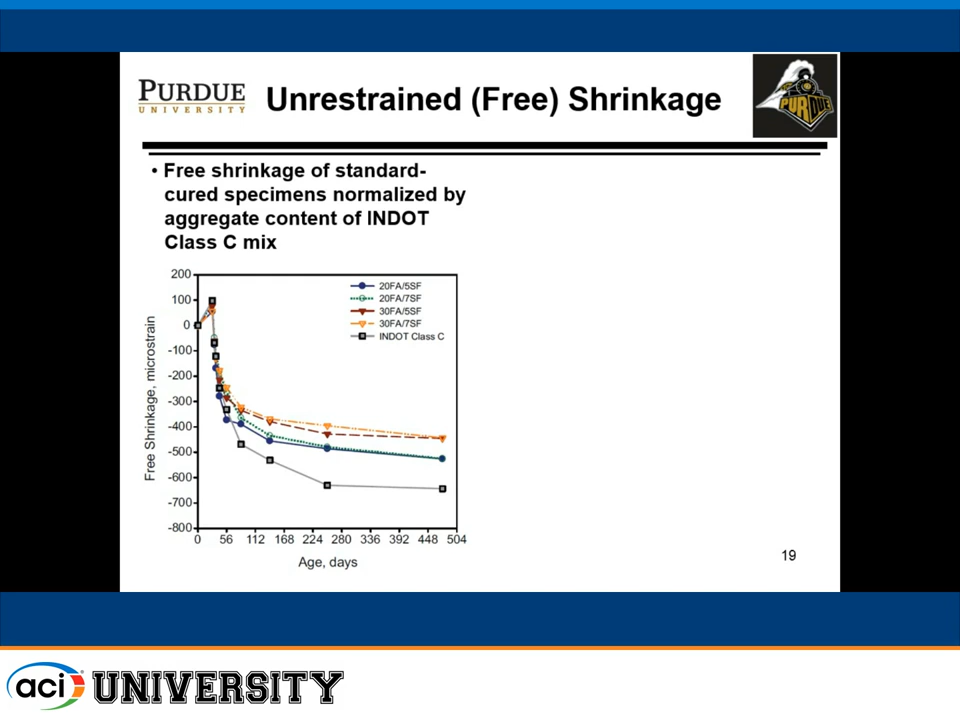 PURDUE
UNIVERSITY
Unrestrained (Free) Shrinkage
PURDUE
• Free shrinkage of standard-
cured specimens normalized by
aggregate content of INDOT
Class C mix
200
100
0
-100
-200
-300
-400
-500
-600
-700
-800
Free Shrinkage, microstrain
20FA/5SF
20FA/7SF
30FA/5SF
30FA/7SF
INDOT Class C
0 56 112 168 224 280 336 392 448 504
Age, days
19
aci UNIVERSITY